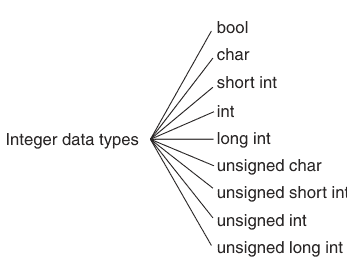 bool
char
short int
int
long int
Integer data types
unsigned char
unsigned short int
unsigned int
unsigned long int